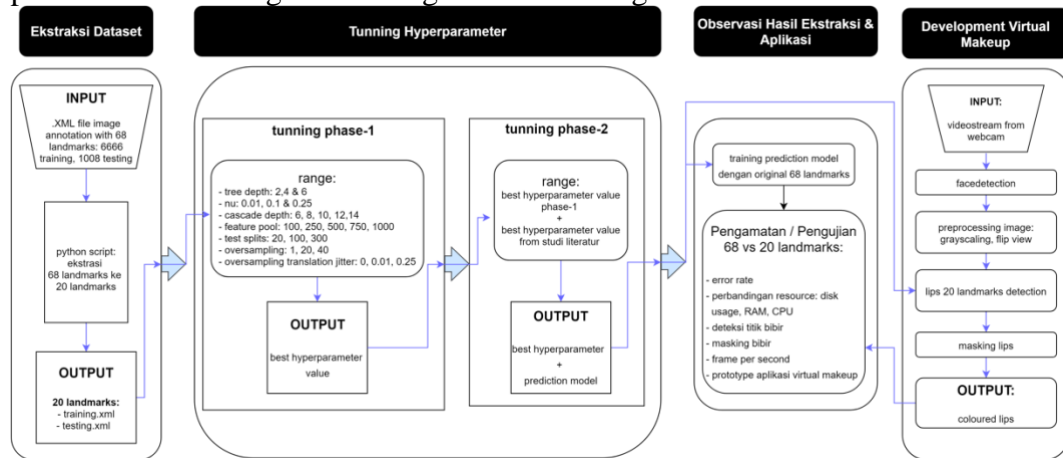 Ekstraksi Dataset
Tunning Hyperparameter
Observasi Hasil Ekstraksi &
Aplikasi
Development Virtual
Makeup
INPUT
.XML file image
annotation with 68
landmarks: 6666
training, 1008 testing
python script:
ekstrasi
68 landmarks ke
20 landmarks
OUTPUT
20 landmarks:
- training.xml
- testing.xml
tunning phase-1
range:
- tree depth: 2,4 & 6
- nu: 0.01, 0.1 & 0.25
- cascade depth: 6, 8, 10, 12,14
- feature pool: 100, 250, 500, 750, 1000
- test splits: 20, 100, 300
- oversampling: 1, 20, 40
- oversampling translation jitter: 0, 0.01, 0.25
OUTPUT
best hyperparameter
value
tunning phase-2
range:
best hyperparameter value
phase-1
+
best hyperparameter value
from studi literatur
OUTPUT
best hyperparameter
+
prediction model
training prediction model
dengan original 68 landmarks
Pengamatan / Pengujian
68 vs 20 landmarks:
- error rate
- perbandingan resource: disk
usage, RAM, CPU
- deteksi titik bibir
- masking bibir
- frame per second
- prototype aplikasi virtual makeup
INPUT:
videostream from
webcam
facedetection
preprocessing image:
grayscaling, flip view
lips 20 landmarks detection
masking lips
OUTPUT:
coloured lips